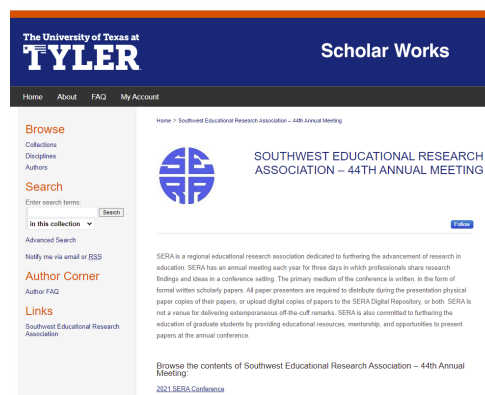 The University of Texas at
TYLER
Scholar Works
Home About FAQ My Account
Browse
Collections
Disciplines
Authors
Search
Enter search terms:
Search
in this collection
Advanced Search
Notify me via email or RSS
Author Corner
Author FAQ
Links
Southwest Educational Research
Association
Home > Southwest Educational Research Association – 44th Annual Meeting
SERA
SOUTHWEST EDUCATIONAL RESEARCH
ASSOCIATION – 44TH ANNUAL MEETING
Follow
SERA is a regional educational research association dedicated to furthering the advancement of research in
education. SERA has an annual meeting each year for three days in which professionals share research
findings and ideas in a conference setting. The primary medium of the conference is written, in the form of
formal written scholarly papers. All paper presenters are required to distribute during the presentation physical
paper copies of their papers, or upload digital copies of papers to the SERA Digital Repository, or both. SERA is
not a venue for delivering extemporaneous off-the-cuff remarks. SERA is also committed to furthering the
education of graduate students by providing educational resources, mentorship, and opportunities to present
papers at the annual conference.
Browse the contents of Southwest Educational Research Association – 44th Annual
Meeting:
2021 SERA Conference